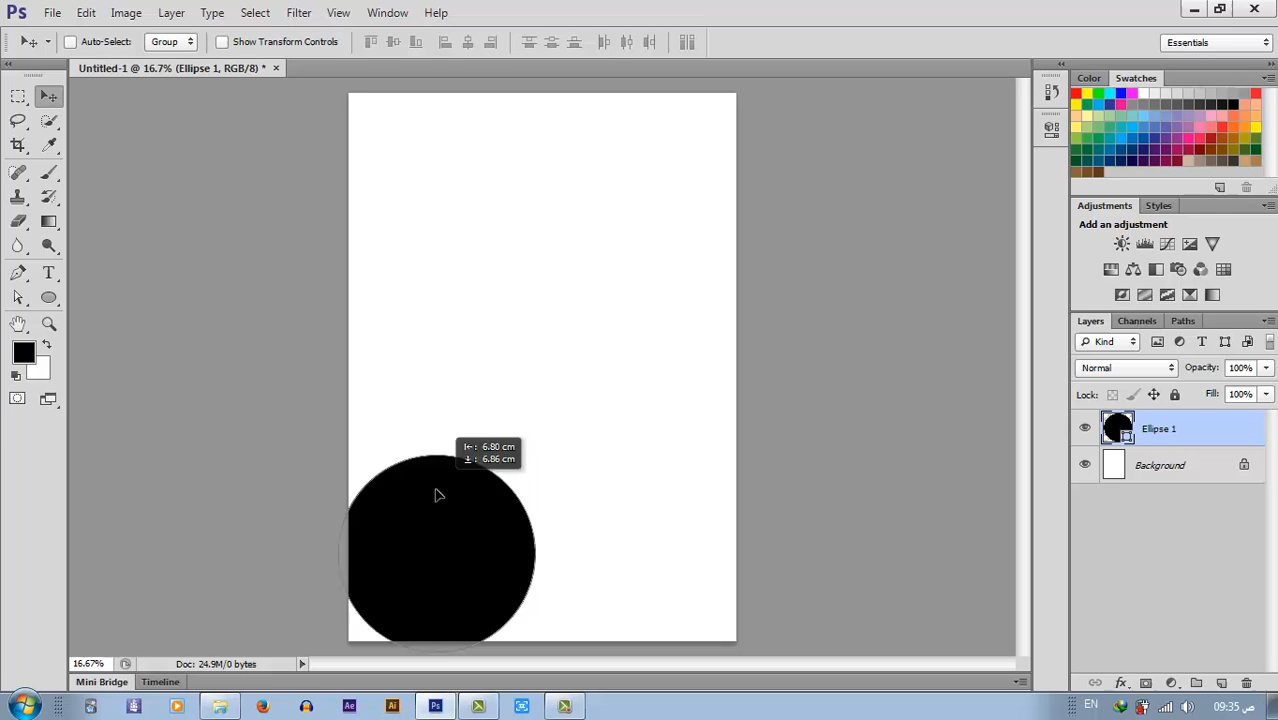 Ps File Edit Image Layer Type Select Filter View Window Help
Auto-Select: Group Show Transform Controls Essentials
Untitled-1 @ 16.7% (Ellipse 1, RGB/8) *
Color Swatches
Adjustments Styles
Add an adjustment
Layers Channels Paths
Kind
Normal Opacity: 100%
Lock: Fill: 100%
Ellipse 1
Background
6.80 cm
6.86 cm
16.67% Doc: 24.9M/0 bytes
Mini Bridge Timeline
Ae Ai Ps EN 09:35 ص